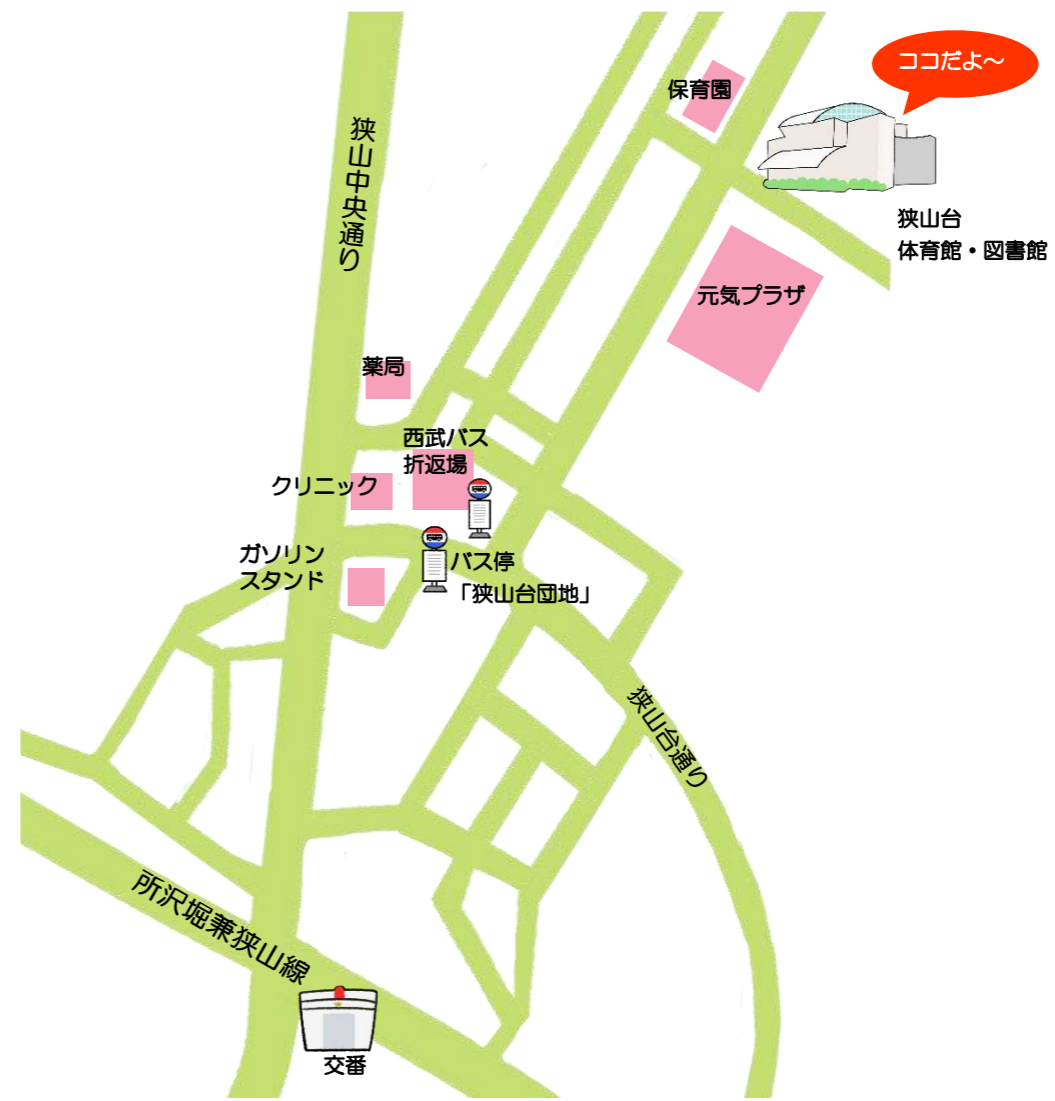 ココだよ～
保育園
狭山中央通り
狭山台
体育館・図書館
元気プラザ
薬局
西武バス
折返場
クリニック
ガソリン
スタンド
バス停
「狭山台団地」
狭山台通り
所沢堀兼狭山線
交番